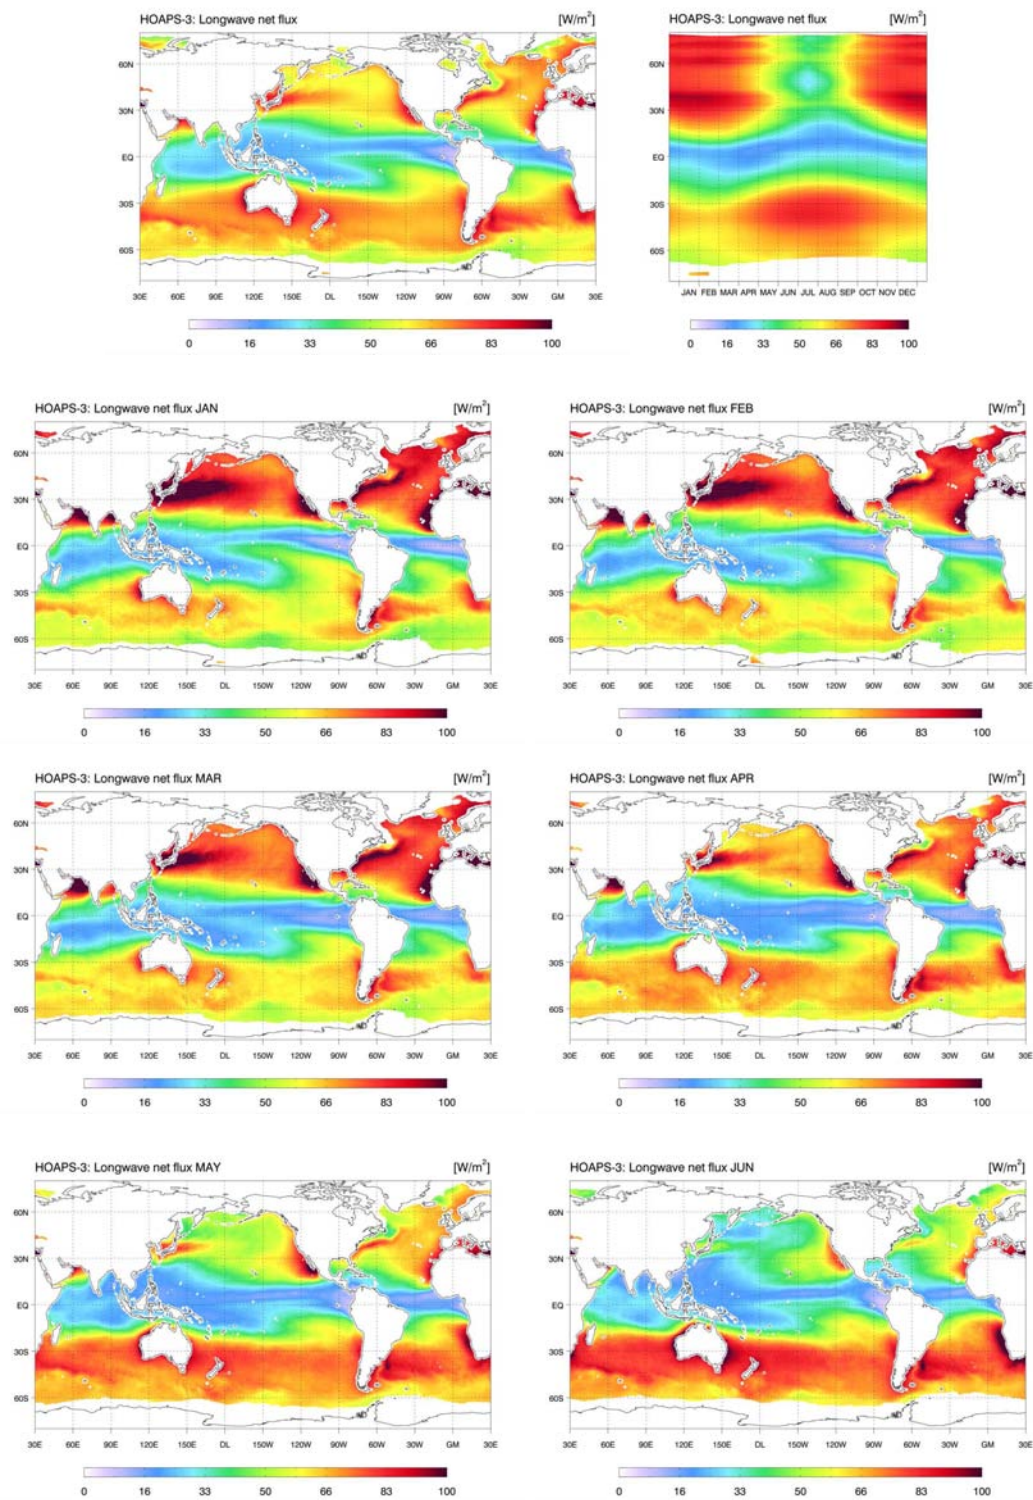 HOAPS-3: Longwave net flux [W/m²]
60N
30N
EQ
30S
60S
30E 60E 90E 120E 150E DL 150W 120W 90W 60W 30W GM 30E
0 16 33 50 66 83 100
HOAPS-3: Longwave net flux [W/m²]
60N
30N
EQ
30S
60S
JAN FEB MAR APR MAY JUN JUL AUG SEP OCT NOV DEC
0 16 33 50 66 83 100
HOAPS-3: Longwave net flux JAN [W/m²]
60N
30N
EQ
30S
60S
30E 60E 90E 120E 150E DL 150W 120W 90W 60W 30W GM 30E
0 16 33 50 66 83 100
HOAPS-3: Longwave net flux FEB [W/m²]
60N
30N
EQ
30S
60S
30E 60E 90E 120E 150E DL 150W 120W 90W 60W 30W GM 30E
0 16 33 50 66 83 100
HOAPS-3: Longwave net flux MAR [W/m²]
60N
30N
EQ
30S
60S
30E 60E 90E 120E 150E DL 150W 120W 90W 60W 30W GM 30E
0 16 33 50 66 83 100
HOAPS-3: Longwave net flux APR [W/m²]
60N
30N
EQ
30S
60S
30E 60E 90E 120E 150E DL 150W 120W 90W 60W 30W GM 30E
0 16 33 50 66 83 100
HOAPS-3: Longwave net flux MAY [W/m²]
60N
30N
EQ
30S
60S
30E 60E 90E 120E 150E DL 150W 120W 90W 60W 30W GM 30E
0 16 33 50 66 83 100
HOAPS-3: Longwave net flux JUN [W/m²]
60N
30N
EQ
30S
60S
30E 60E 90E 120E 150E DL 150W 120W 90W 60W 30W GM 30E
0 16 33 50 66 83 100